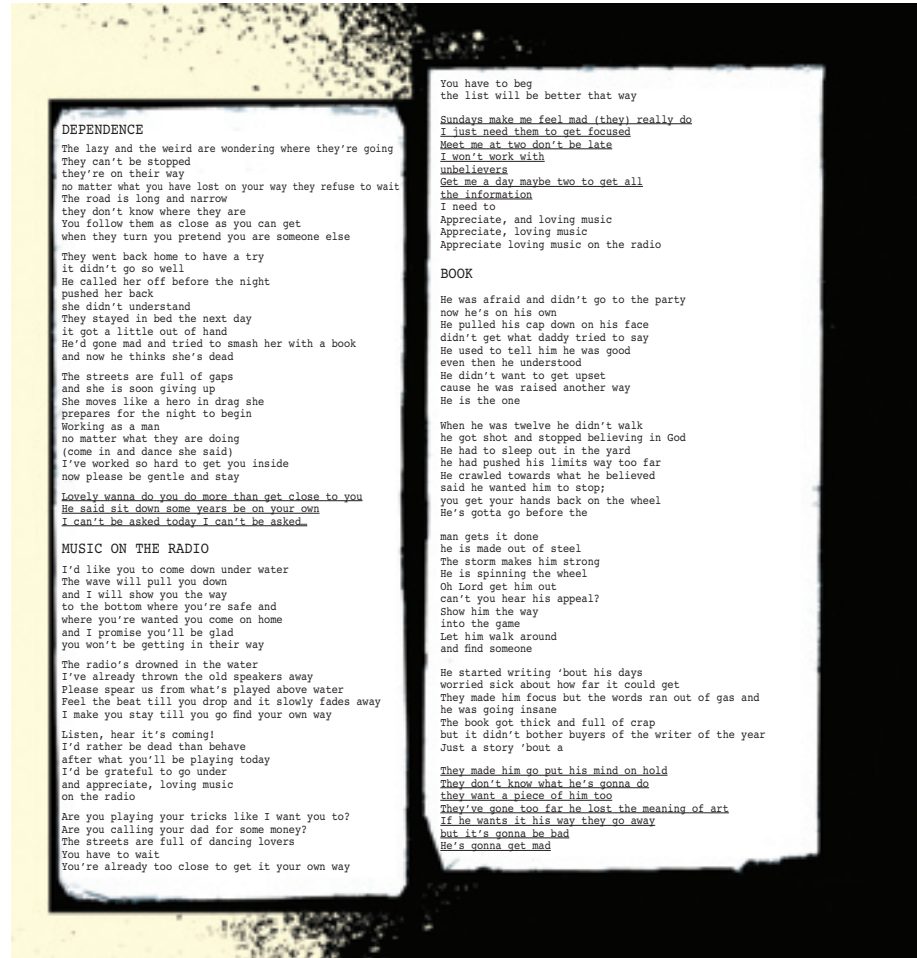 DEPENDENCE
The lazy and the weird are wondering where they're going
They can't be stopped
they're on their way
no matter what you have lost on your way they refuse to wait
The road is long and narrow
they don't know where they are
You follow them as close as you can get
when they turn you pretend you are someone else
They went back home to have a try
it didn't go so well
He called her off before the night
pushed her back
she didn't understand
They stayed in bed the next day
it got a little out of hand
He'd gone mad and tried to smash her with a book
and now he thinks she's dead
The streets are full of gaps
and she is soon giving up
She moves like a hero in drag she
prepares for the night to begin
Working as a man
no matter what they are doing
(come in and dance she said)
I've worked so hard to get you inside
now please be gentle and stay
Lovely wanna do you do more than get close to you
He said sit down some years be on your own
I can't be asked today I can't be asked…
MUSIC ON THE RADIO
I'd like you to come down under water
The wave will pull you down
and I will show you the way
to the bottom where you're safe and
where you're wanted you come on home
and I promise you'll be glad
you won't be getting in their way
The radio's drowned in the water
I've already thrown the old speakers away
Please spear us from what's played above water
Feel the beat till you drop and it slowly fades away
I make you stay till you go find your own way
Listen, hear it's coming!
I'd rather be dead than behave
after what you'll be playing today
I'd be grateful to go under
and appreciate, loving music
on the radio
Are you playing your tricks like I want you to?
Are you calling your dad for some money?
The streets are full of dancing lovers
You have to wait
You're already too close to get it your own way
You have to beg
the list will be better that way
Sundays make me feel mad (they) really do
I just need them to get focused
Meet me at two don't be late
I won't work with
unbelievers
Get me a day maybe two to get all
the information
I need to
Appreciate, and loving music
Appreciate, loving music
Appreciate loving music on the radio
BOOK
He was afraid and didn't go to the party
now he's on his own
He pulled his cap down on his face
didn't get what daddy tried to say
He used to tell him he was good
even then he understood
He didn't want to get upset
cause he was raised another way
He is the one
When he was twelve he didn't walk
he got shot and stopped believing in God
He had to sleep out in the yard
he had pushed his limits way too far
He crawled towards what he believed
said he wanted him to stop;
you get your hands back on the wheel
He's gotta go before the
man gets it done
he is made out of steel
The storm makes him strong
He is spinning the wheel
Oh Lord get him out
can't you hear his appeal?
Show him the way
into the game
Let him walk around
and find someone
He started writing 'bout his days
worried sick about how far it could get
They made him focus but the words ran out of gas and
he was going insane
The book got thick and full of crap
but it didn't bother buyers of the writer of the year
Just a story 'bout a
They made him go put his mind on hold
They don't know what he's gonna do
they want a piece of him too
They've gone too far he lost the meaning of art
If he wants it his way they go away
but it's gonna be bad
He's gonna get mad